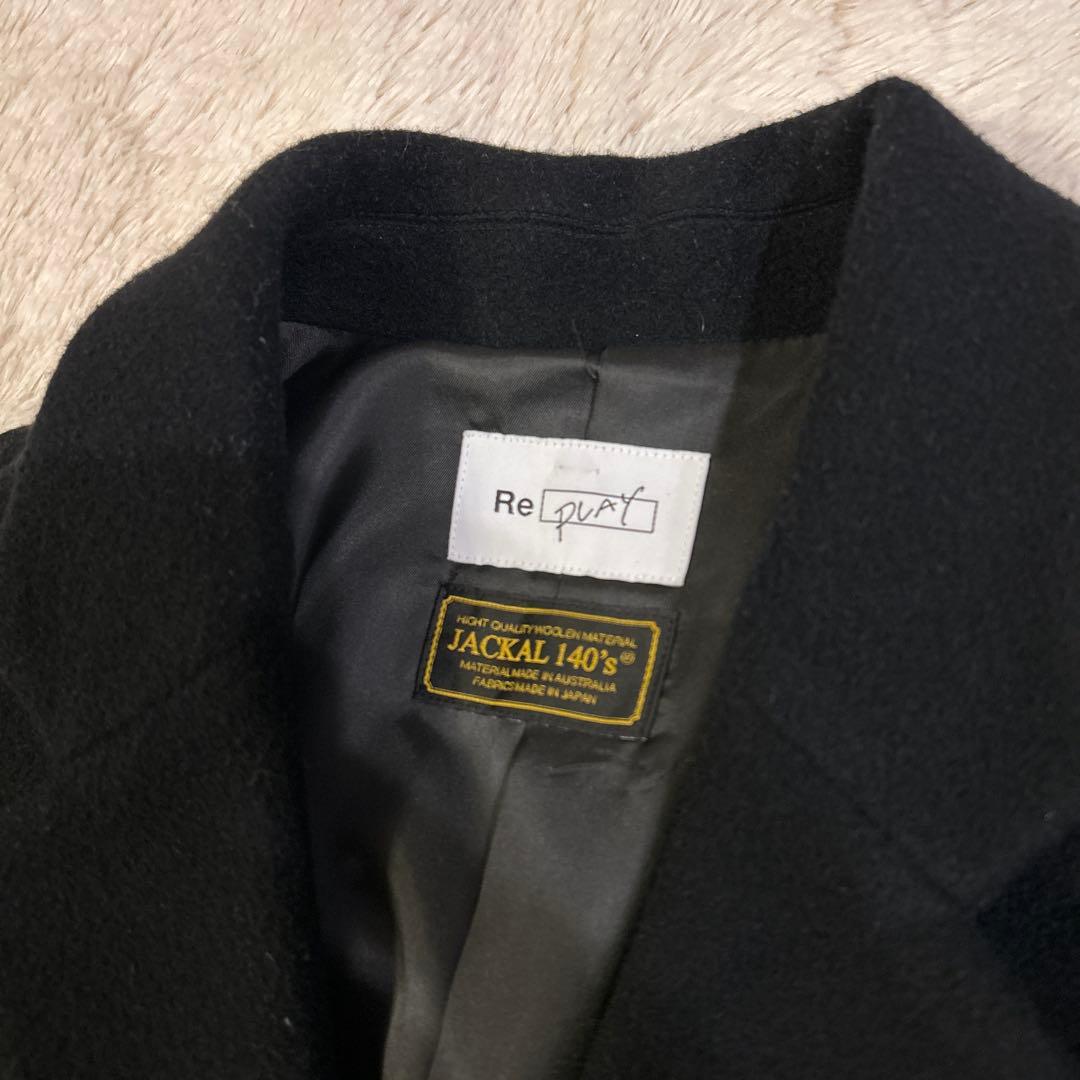 Re PLAY
HIGHT QUALITY WOOLEN MATERIAL
JACKAL 140's®
MATERIAL MADE IN AUSTRALIA
FABRICS MADE IN JAPAN